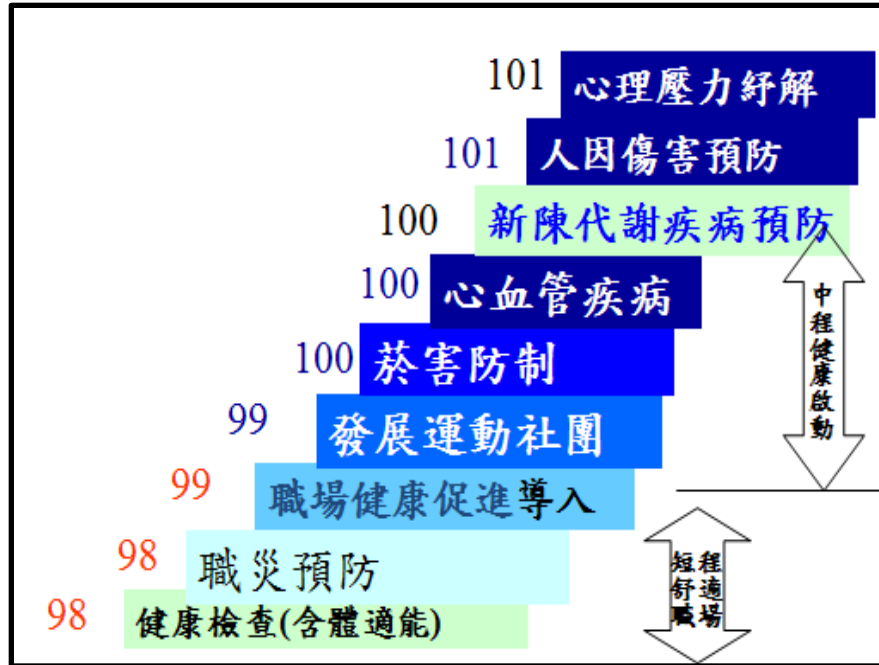 101 心理壓力紓解
101 人因傷害預防
100 新陳代謝疾病預防
100 心血管疾病
100 菸害防制
99 發展運動社團
99 職場健康促進導入
98 職災預防
98 健康檢查(含體適能)
中程健康啟動
短程
舒適
職場